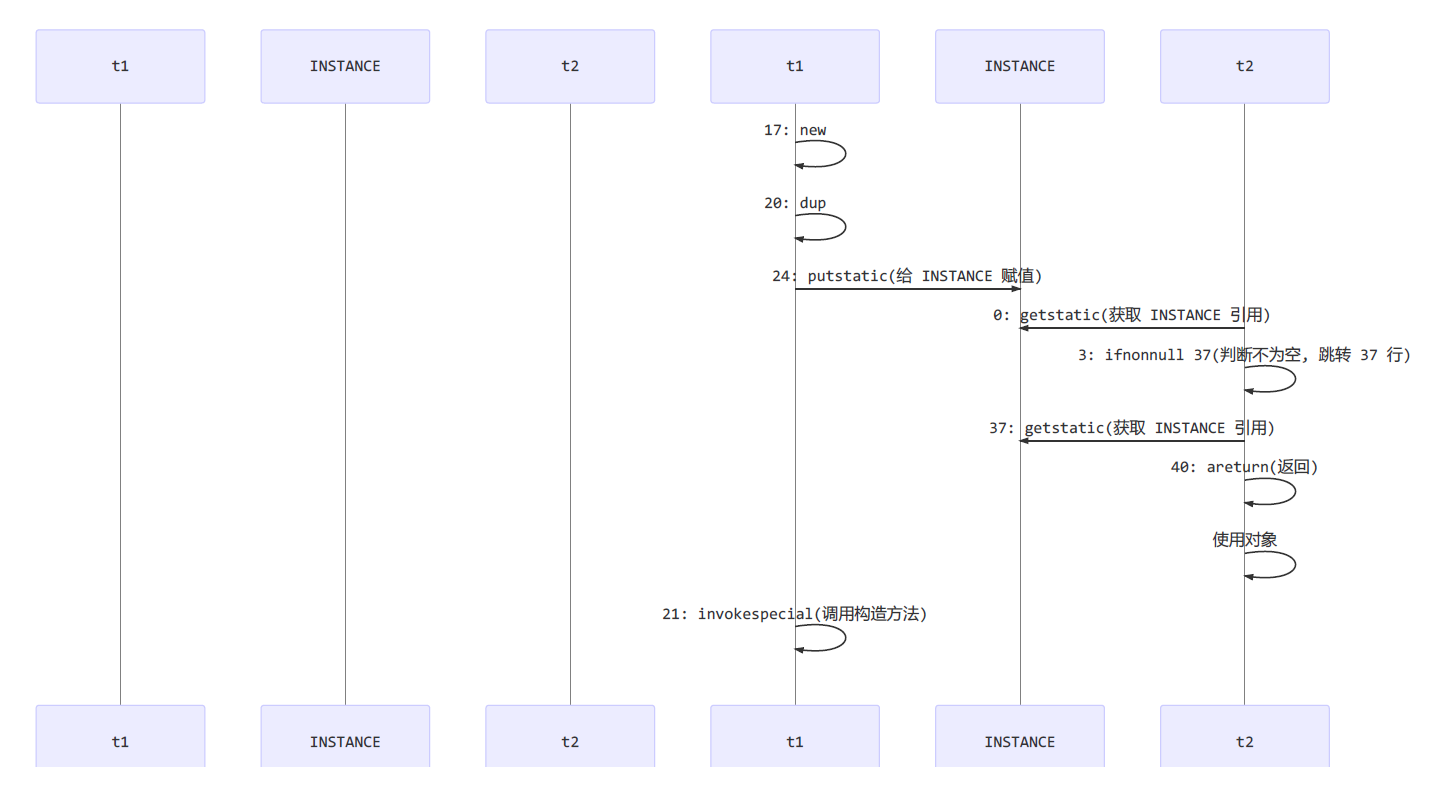 t1
INSTANCE
t2
t1
INSTANCE
t2
17: new
20: dup
24: putstatic(给 INSTANCE 赋值)
0: getstatic(获取 INSTANCE 引用)
3: ifnonnull 37(判断不为空, 跳转 37 行)
37: getstatic(获取 INSTANCE 引用)
40: areturn(返回)
使用对象
21: invokespecial(调用构造方法)
t1
INSTANCE
t2
t1
INSTANCE
t2